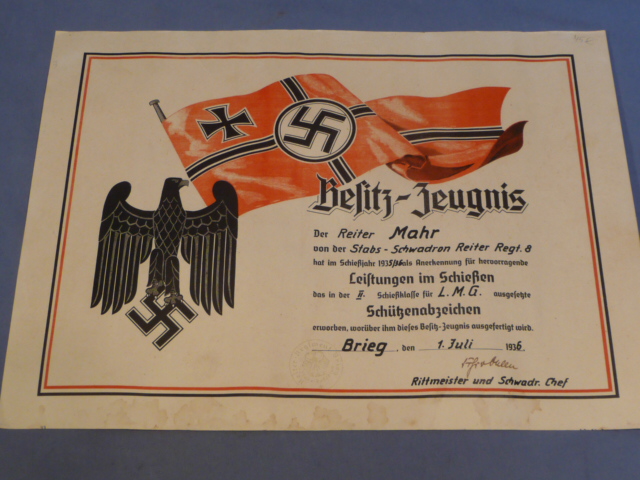 Besitz-Zeugnis
Der Reiter Mahr
von der Stabs-Schwadron Reiter Regt. 8
hat im Schießjahr 1935/36 als Anerkennung für hervorragende
Leistungen im Schießen
das in der II. Schießklasse für L.M.G. ausgesetzte
Schützenabzeichen
erworben, worüber ihm dieses Besitz-Zeugnis ausgefertigt wird.
Brieg, den 1. Juli 1936
Rittmeister und Schwadr. Chef